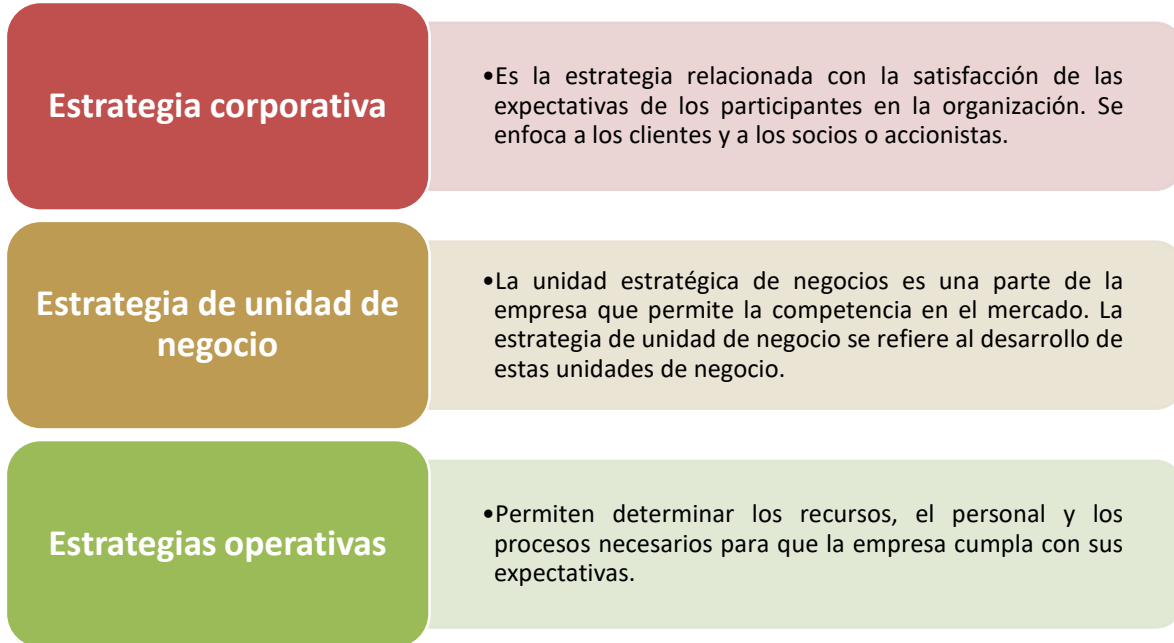 Estrategia corporativa
•Es la estrategia relacionada con la satisfacción de las
expectativas de los participantes en la organización. Se
enfoca a los clientes y a los socios o accionistas.
Estrategia de unidad de
negocio
•La unidad estratégica de negocios es una parte de la
empresa que permite la competencia en el mercado. La
estrategia de unidad de negocio se refiere al desarrollo de
estas unidades de negocio.
Estrategias operativas
•Permiten determinar los recursos, el personal y los
procesos necesarios para que la empresa cumpla con sus
expectativas.